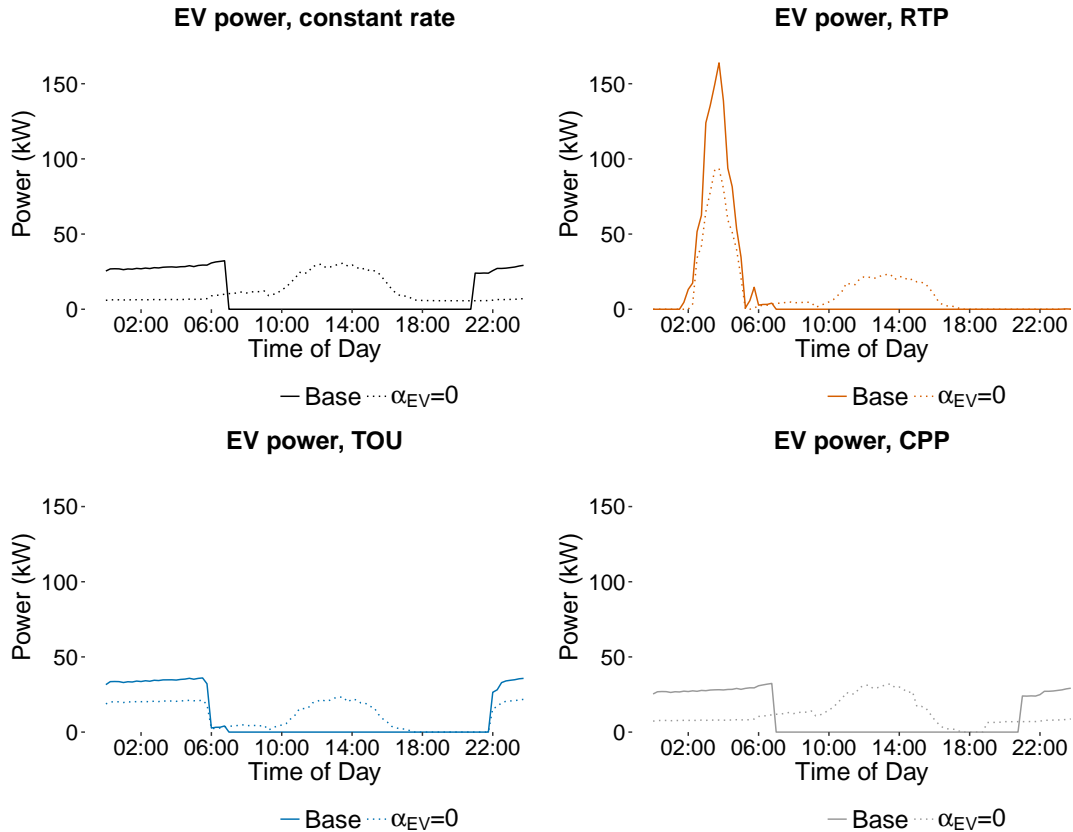 EV power, constant rate
Power (kW)
150
100
50
0
02:00 06:00 10:00 14:00 18:00 22:00
Time of Day
Base α_EV=0
EV power, RTP
Power (kW)
150
100
50
0
02:00 06:00 10:00 14:00 18:00 22:00
Time of Day
Base α_EV=0
EV power, TOU
Power (kW)
150
100
50
0
02:00 06:00 10:00 14:00 18:00 22:00
Time of Day
Base α_EV=0
EV power, CPP
Power (kW)
150
100
50
0
02:00 06:00 10:00 14:00 18:00 22:00
Time of Day
Base α_EV=0